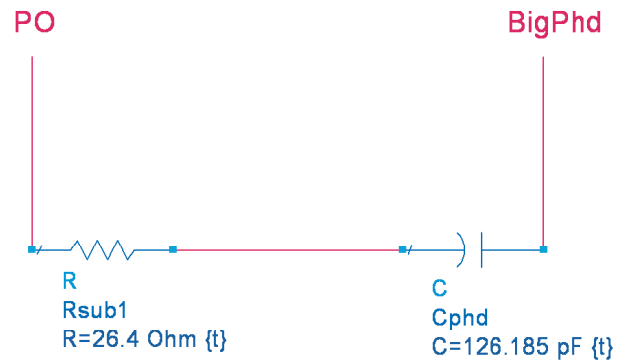 PO
BigPhd
R
Rsub1
R=26.4 Ohm {t}
C
Cphd
C=126.185 pF {t}